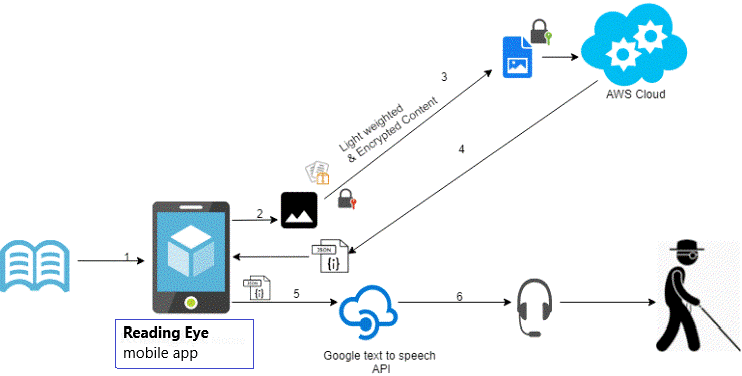 3
Light weighted
& Encrypted Content
AWS Cloud
4
2
JSON
{i}
1
JSON
{i}
5
6
Reading Eye
mobile app
Google text to speech
API